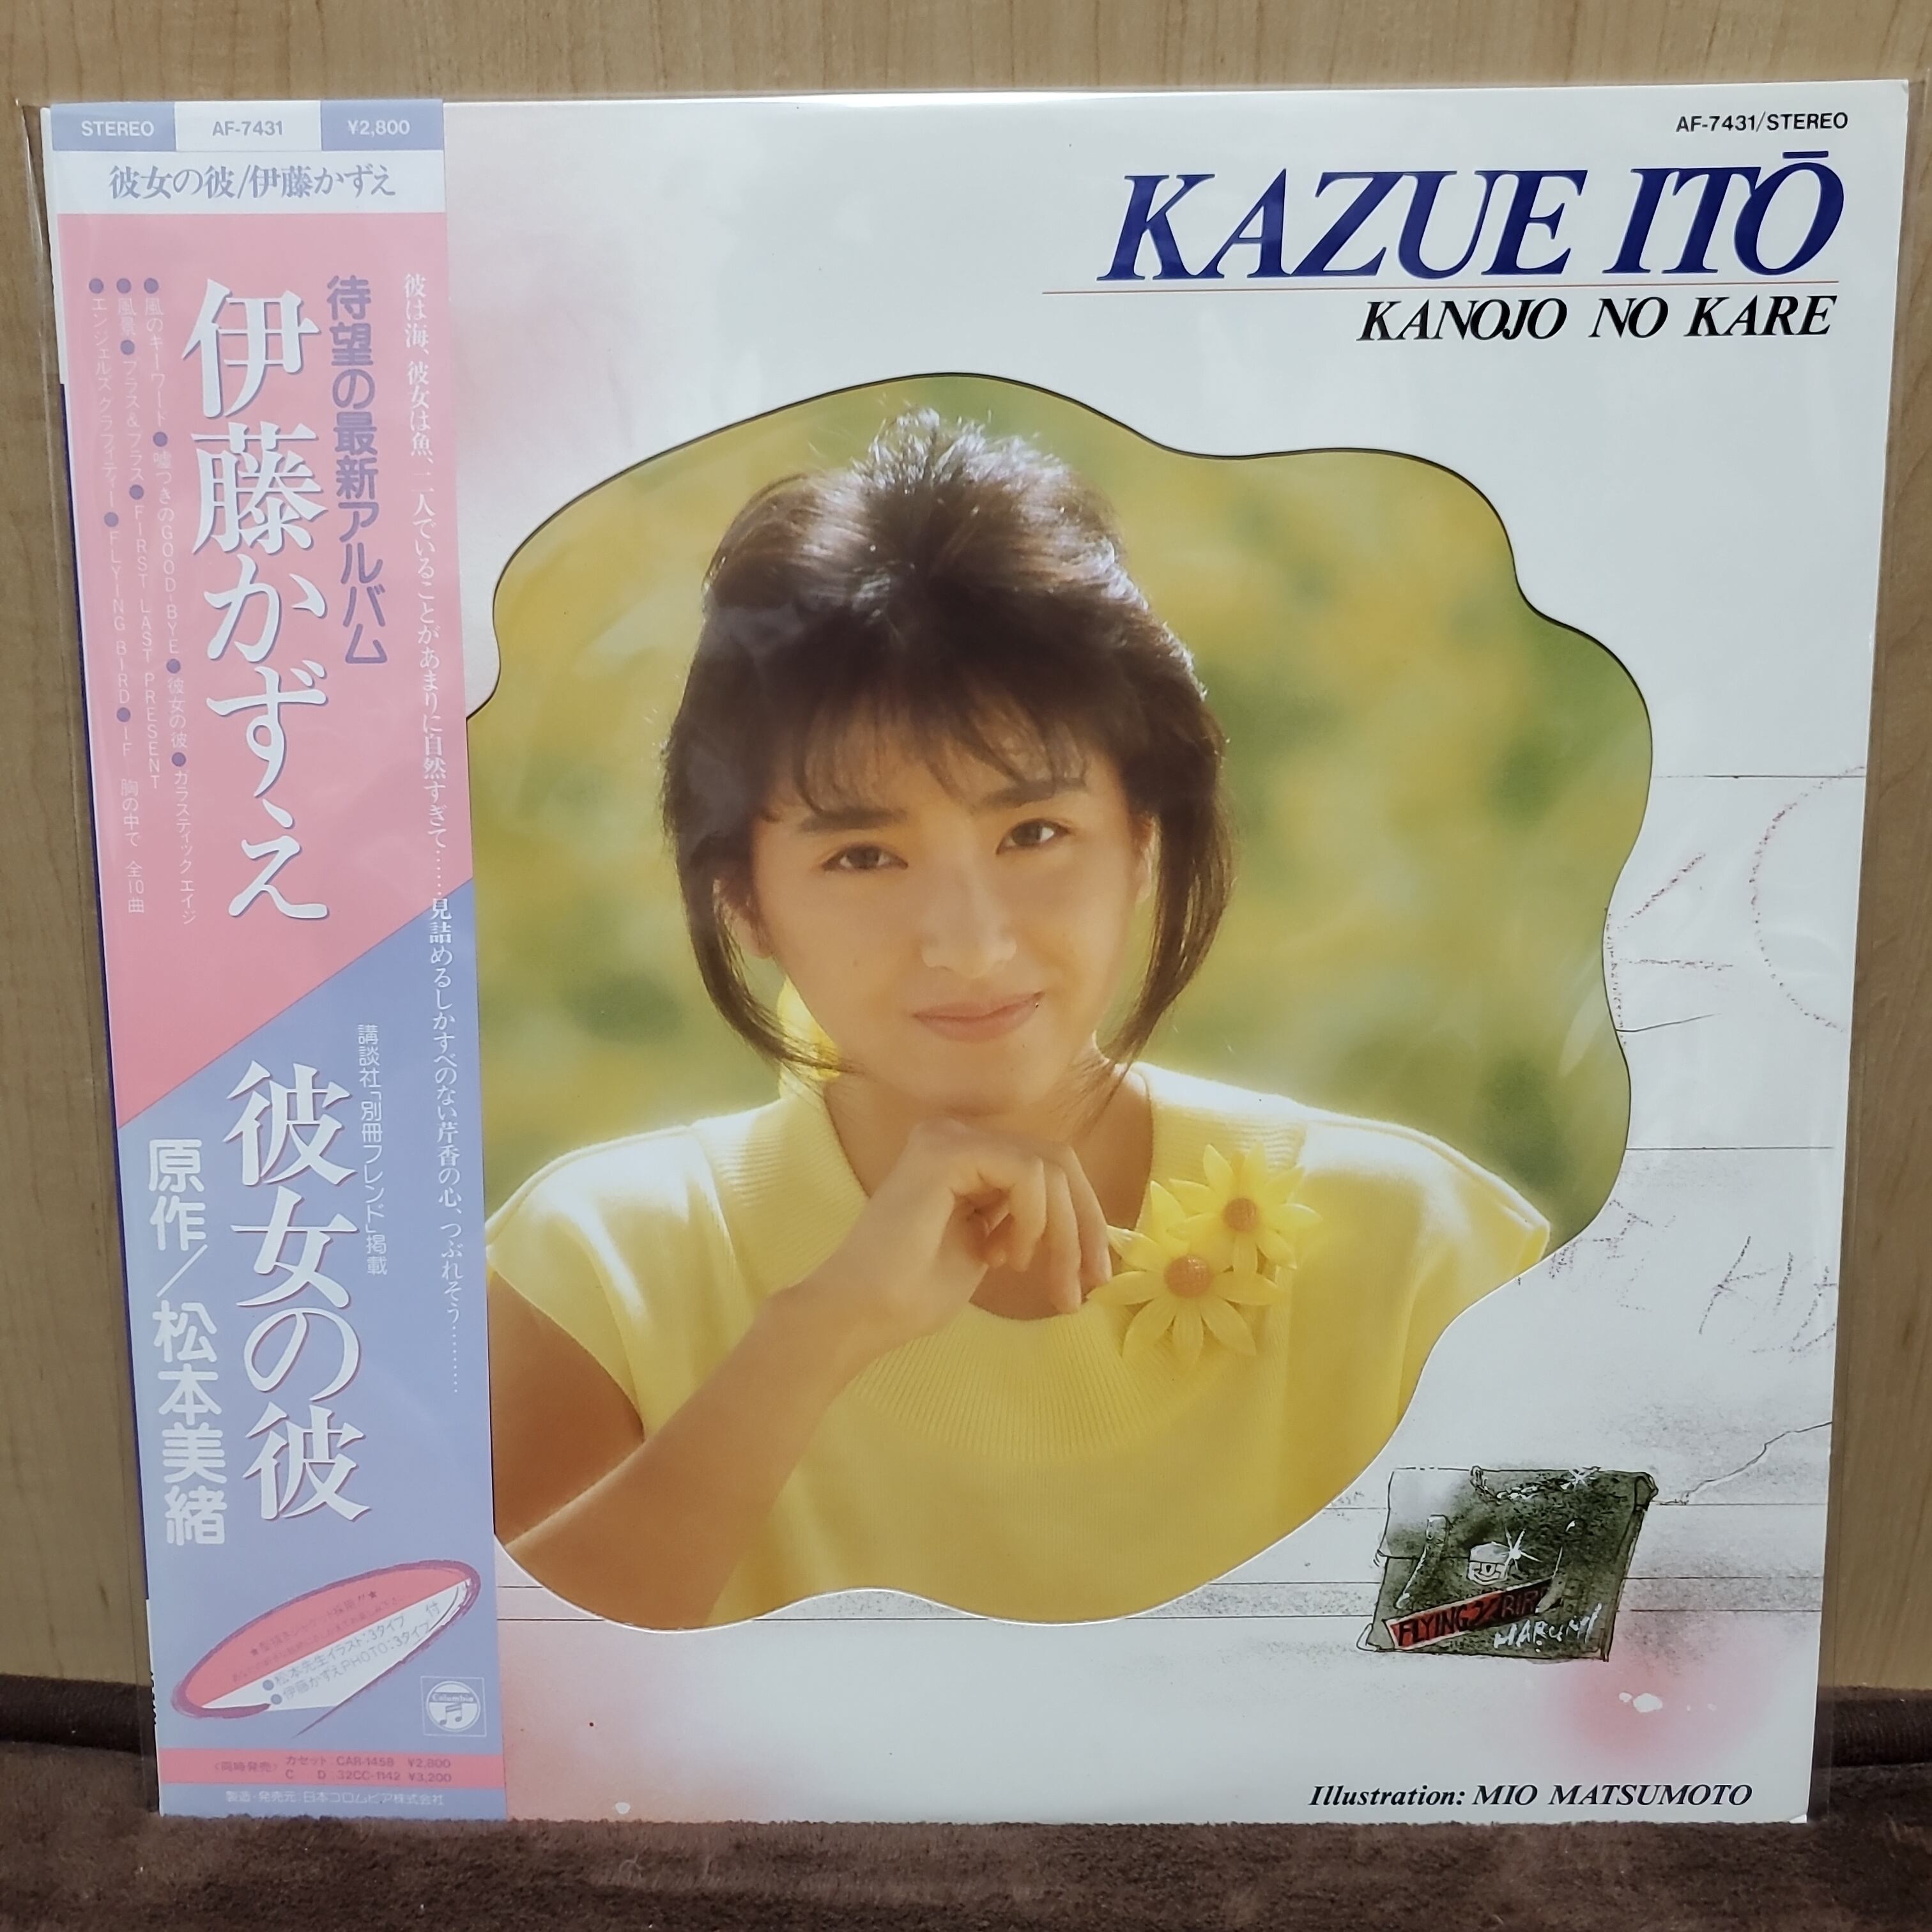 STEREO
AF-7431
¥2,800
彼女の彼/伊藤かずえ
彼は海、彼女は魚、二人でいることがあまりに自然すぎて……見詰めるしかすべのない芹香の心、つぶれそう………
待望の最新アルバム
伊藤かずえ
●風のキーワード●嘘つきのGOOD-BYE●彼女の彼●ガラスティック エイジ
●風景●プラス&プラス●FIRST LAST PRESENT
●エンジェルズ グラフィティー●FLYING BIRD●IF 胸の中で 全10曲
講談社「別冊フレンド」掲載
彼女の彼
原作/松本美緒
●松本先生イラスト:3タイプ
●伊藤かずえPHOTO:3タイプ
付
Columbia
〈同時発売〉
カセット:CAR-1458 ¥2,800
C D:32CC-1142 ¥3,200
製造・発売元:日本コロムビア株式会社
AF-7431/STEREO
KAZUE ITŌ
KANOJO NO KARE
FLYING
Illustration: MIO MATSUMOTO